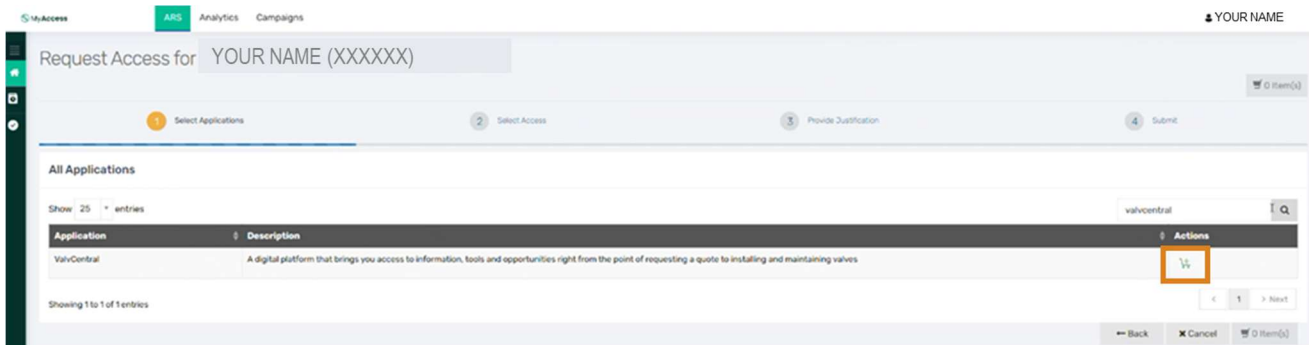 MyAccess ARS Analytics Campaigns YOUR NAME
Request Access for YOUR NAME (XXXXXX)
0 Item(s)
1 Select Applications 2 Select Access 3 Provide Justification 4 Submit
All Applications
Show 25 entries valvcentral
Application Description Actions
ValvCentral A digital platform that brings you access to information, tools and opportunities right from the point of requesting a quote to installing and maintaining valves
Showing 1 to 1 of 1 entries < 1 > Next
Back Cancel 0 Item(s)